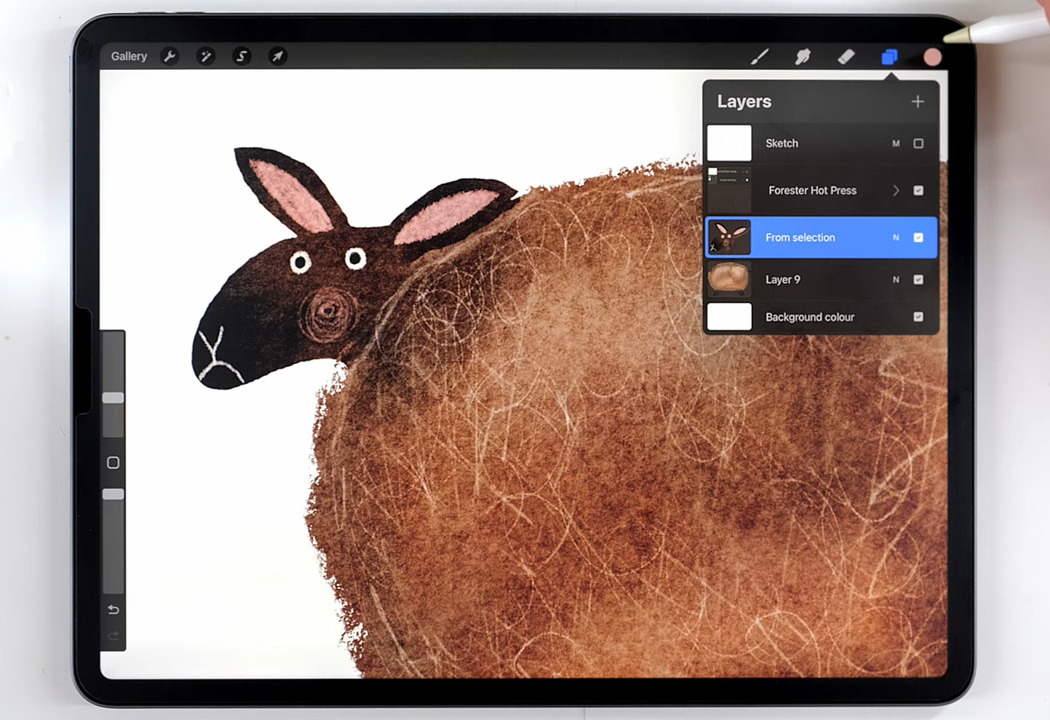 Gallery
Layers
Sketch M
Forester Hot Press
From selection N
Layer 9 N
Background colour